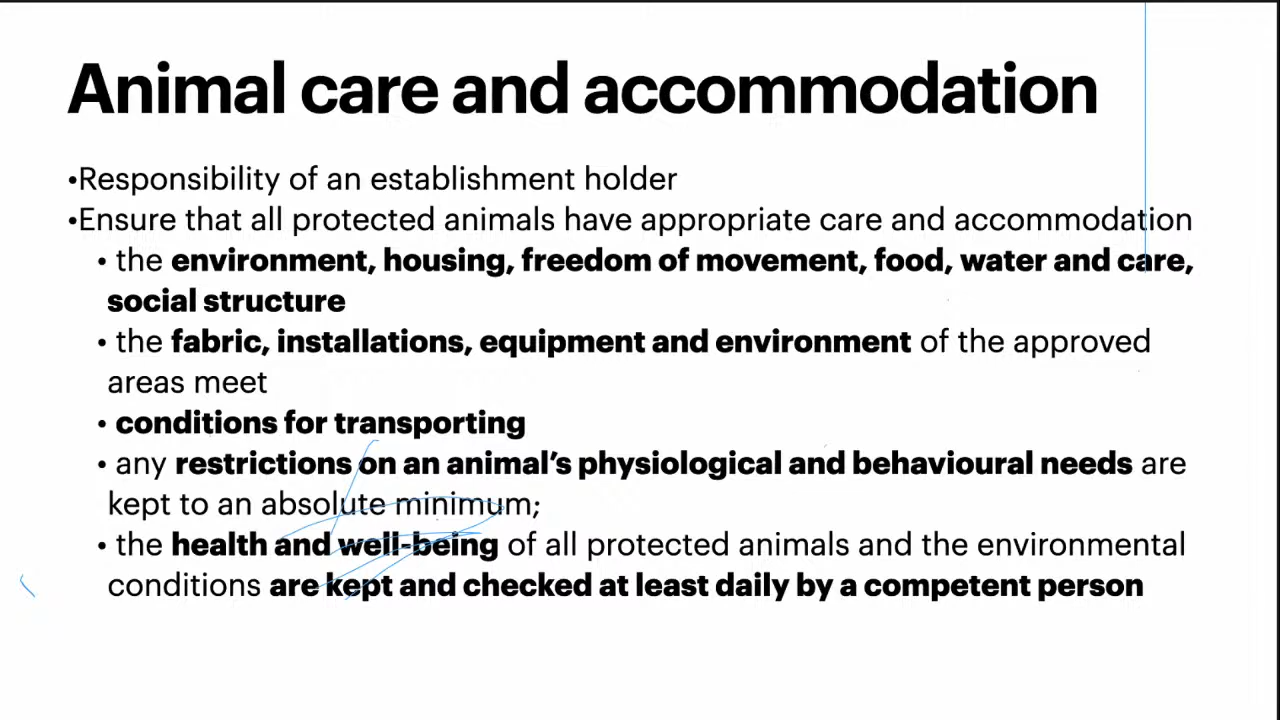 Animal care and accommodation
•Responsibility of an establishment holder
•Ensure that all protected animals have appropriate care and accommodation
• the environment, housing, freedom of movement, food, water and care,
social structure
• the fabric, installations, equipment and environment of the approved
areas meet
• conditions for transporting
• any restrictions on an animal’s physiological and behavioural needs are
kept to an absolute minimum;
• the health and well-being of all protected animals and the environmental
conditions are kept and checked at least daily by a competent person